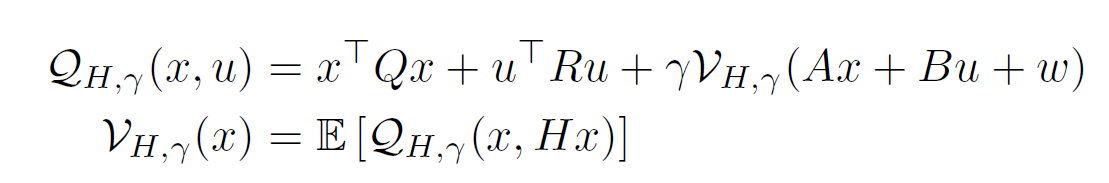 𝒬_{H,γ}(x, u) = x^⊤Qx + u^⊤Ru + γ𝒱_{H,γ}(Ax + Bu + w)
𝒱_{H,γ}(x) = 𝔼 [𝒬_{H,γ}(x, Hx)]